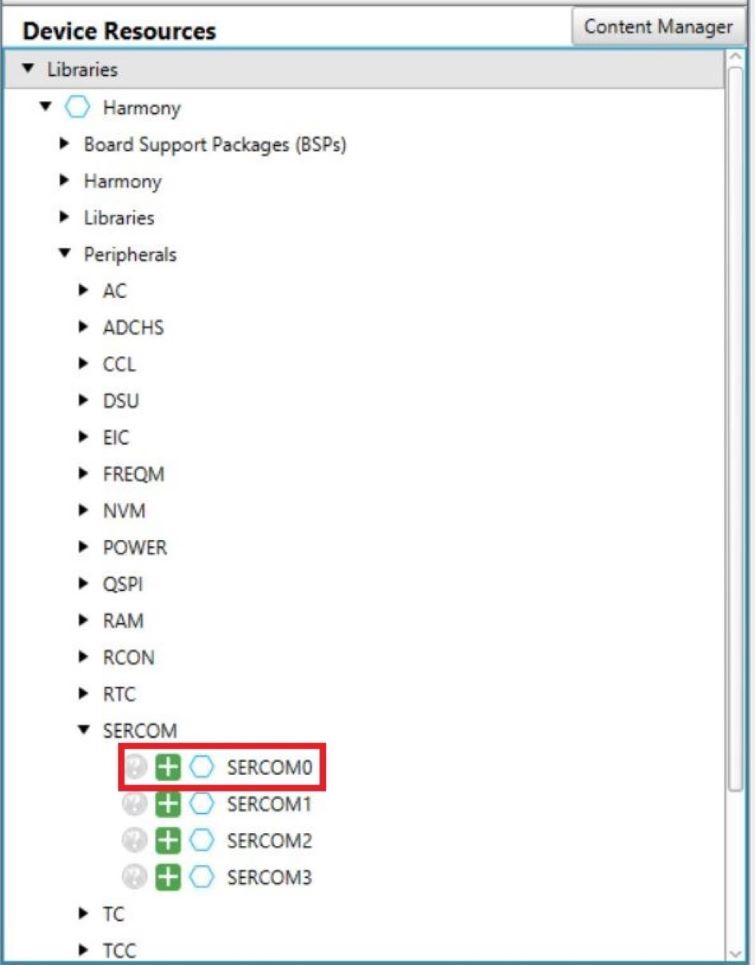 Device Resources
Content Manager
Libraries
Harmony
Board Support Packages (BSPs)
Harmony
Libraries
Peripherals
AC
ADCHS
CCL
DSU
EIC
FREQM
NVM
POWER
QSPI
RAM
RCON
RTC
SERCOM
SERCOM0
SERCOM1
SERCOM2
SERCOM3
TC
TCC